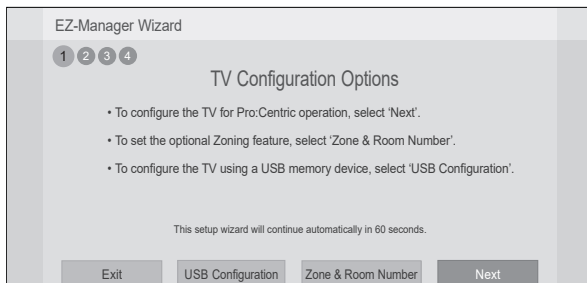 EZ-Manager Wizard
1 2 3 4
TV Configuration Options
• To configure the TV for Pro:Centric operation, select ‘Next’.
• To set the optional Zoning feature, select ‘Zone & Room Number’.
• To configure the TV using a USB memory device, select ‘USB Configuration’.
This setup wizard will continue automatically in 60 seconds.
Exit USB Configuration Zone & Room Number Next